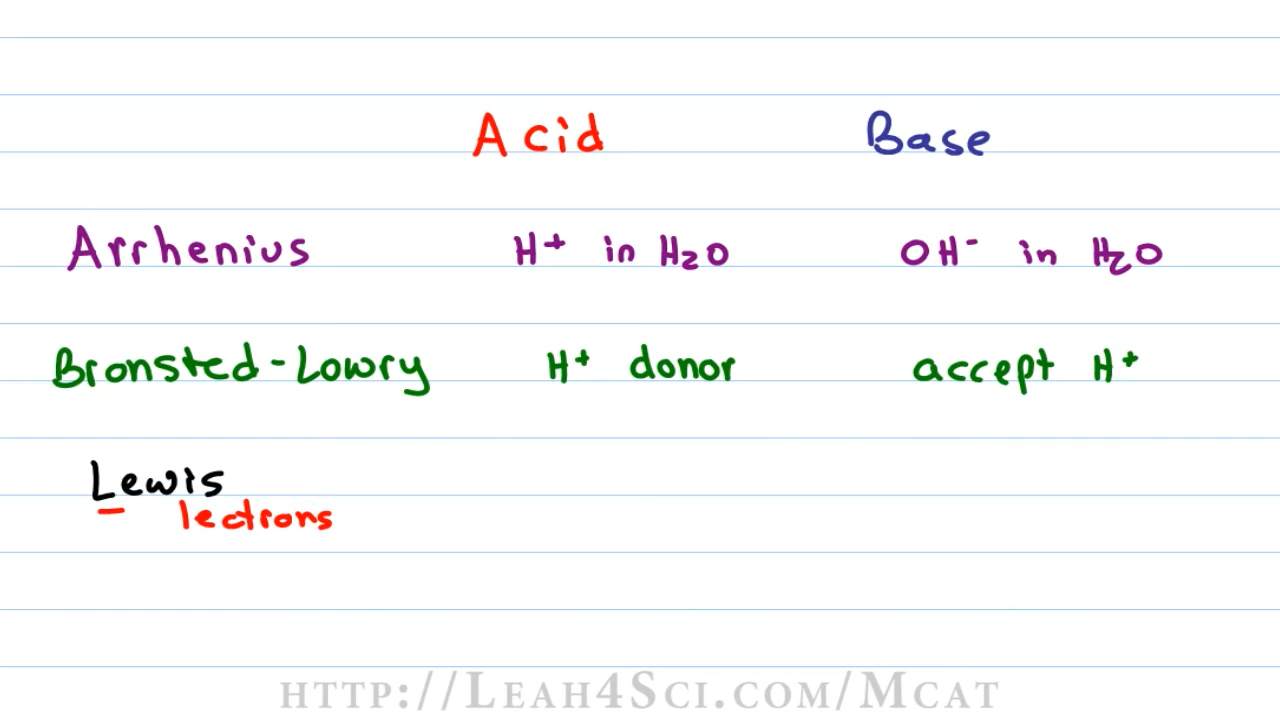 Acid Base
Arrhenius H+ in H2O OH- in H2O
Bronsted-Lowry H+ donor accept H+
Lewis
lectrons
HTTP://LEAH4SCI.COM/MCAT